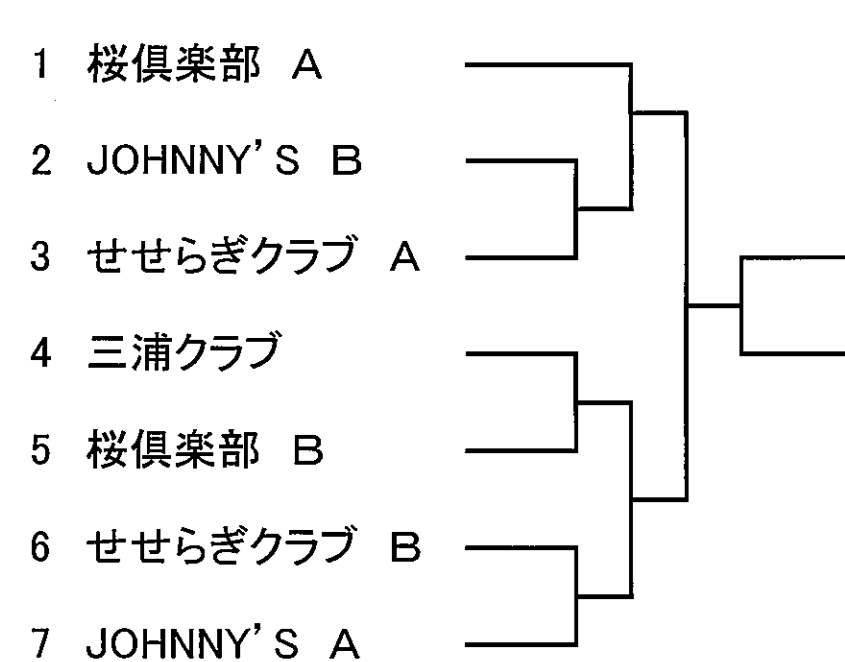 1 桜倶楽部 A
2 JOHNNY'S B
3 せせらぎクラブ A
4 三浦クラブ
5 桜倶楽部 B
6 せせらぎクラブ B
7 JOHNNY'S A